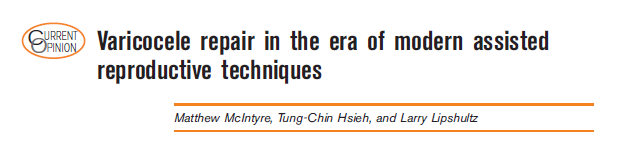 CURRENT
OPINION
Varicocele repair in the era of modern assisted
reproductive techniques
Matthew McIntyre, Tung-Chin Hsieh, and Larry Lipshultz